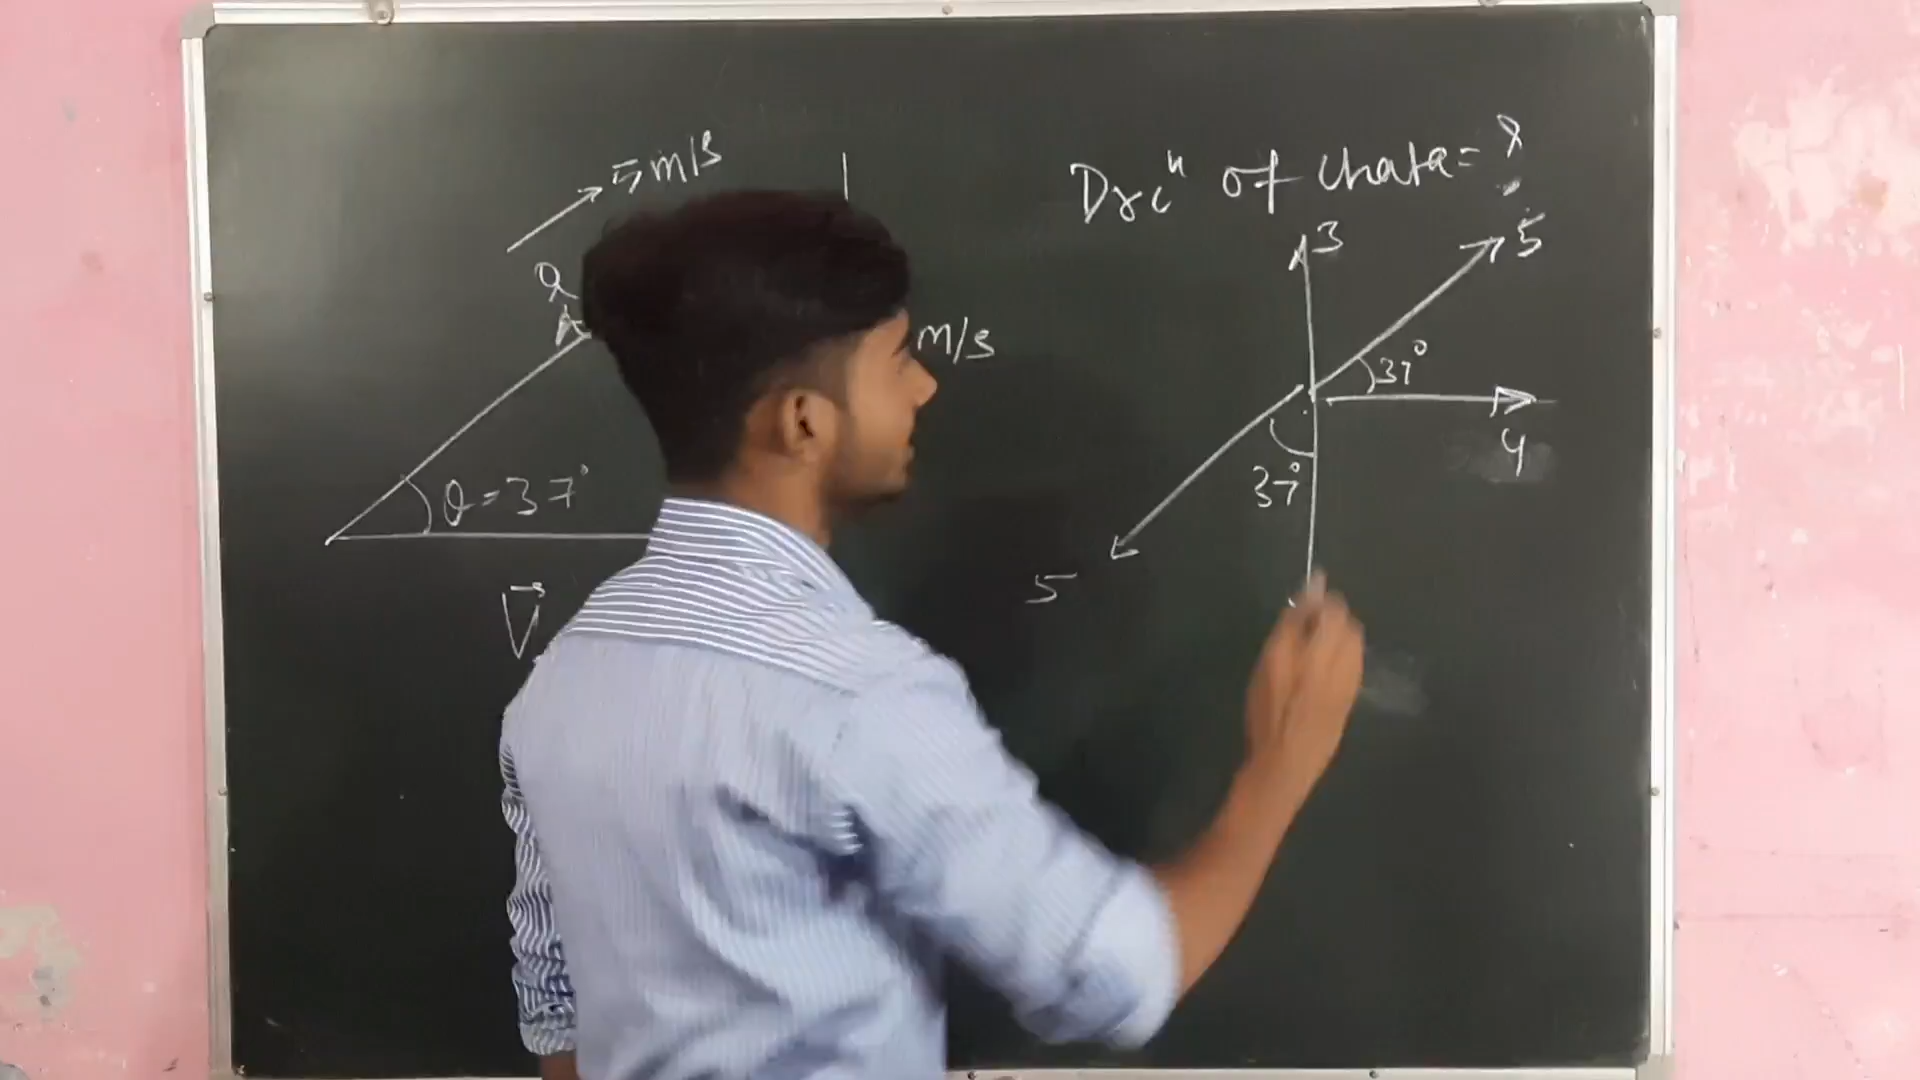 5 m/s
θ = 37°
V
m/s
Drcⁿ of chata = ?
3
5
37°
4
37°
5